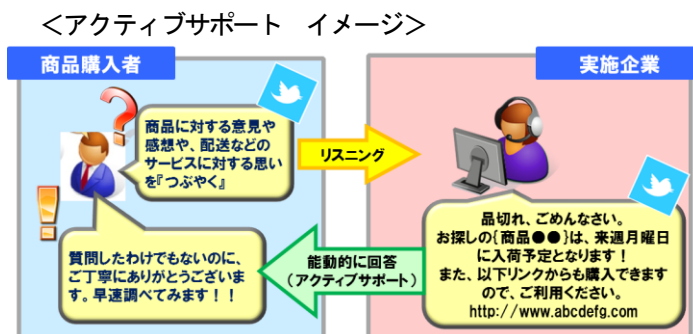 ＜アクティブサポート　イメージ＞
商品購入者
実施企業
商品に対する意見や
感想や、配送などの
サービスに対する思い
を『つぶやく』
リスニング
品切れ、ごめんなさい。
お探しの{商品●●}は、来週月曜日
に入荷予定となります！
また、以下リンクからも購入できます
ので、ご利用ください。
http://www.abcdefg.com
能動的に回答
（アクティブサポート）
質問したわけでもないのに、
ご丁寧にありがとうございま
す。早速調べてみます！！